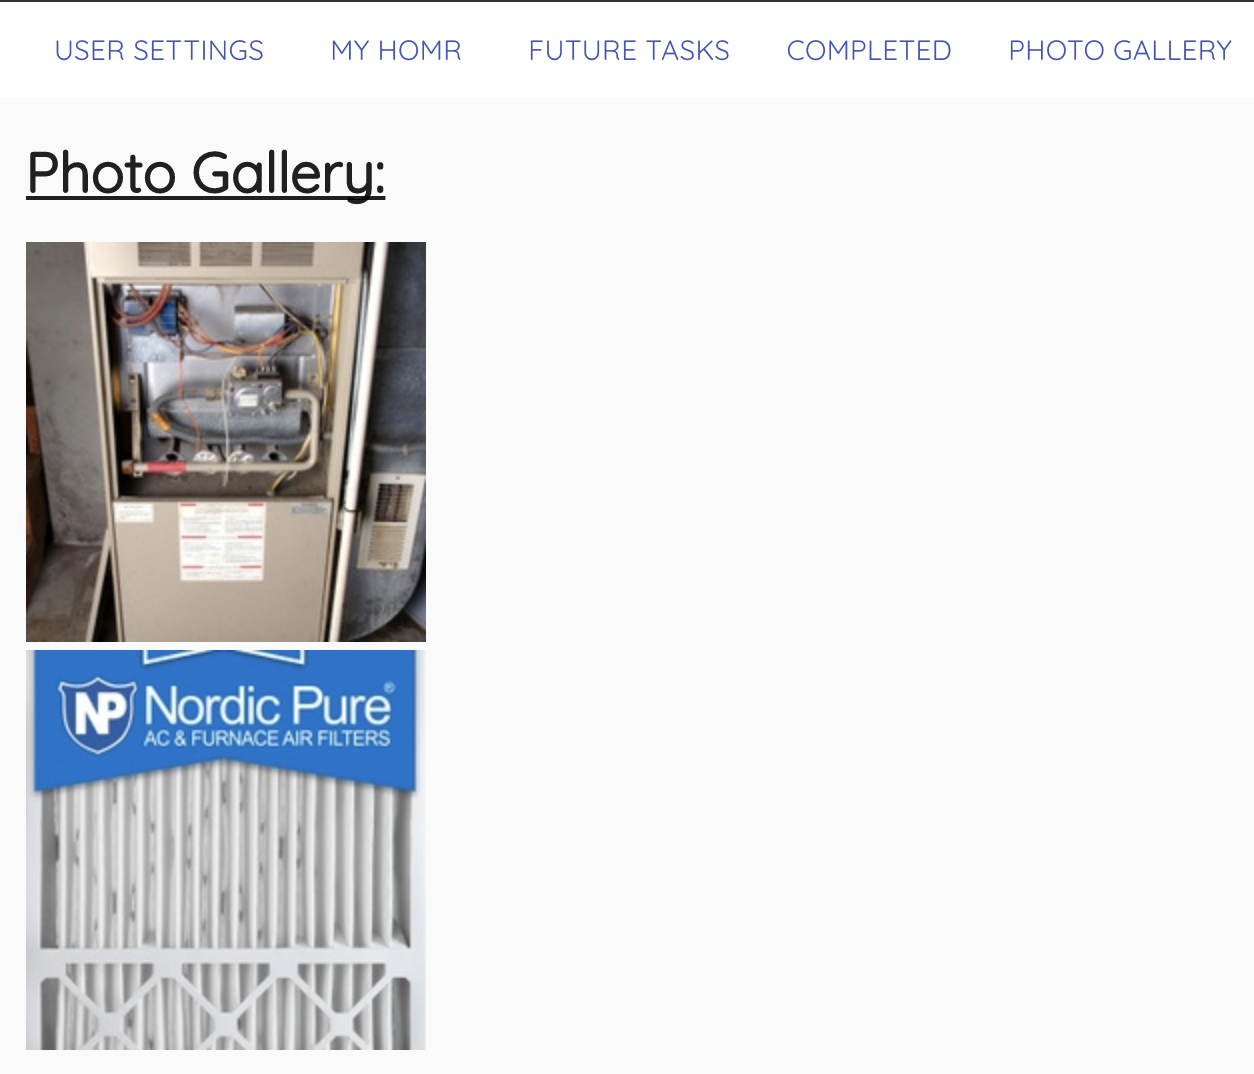 USER SETTINGS MY HOMR FUTURE TASKS COMPLETED PHOTO GALLERY
Photo Gallery:
NP Nordic Pure®
AC & FURNACE AIR FILTERS